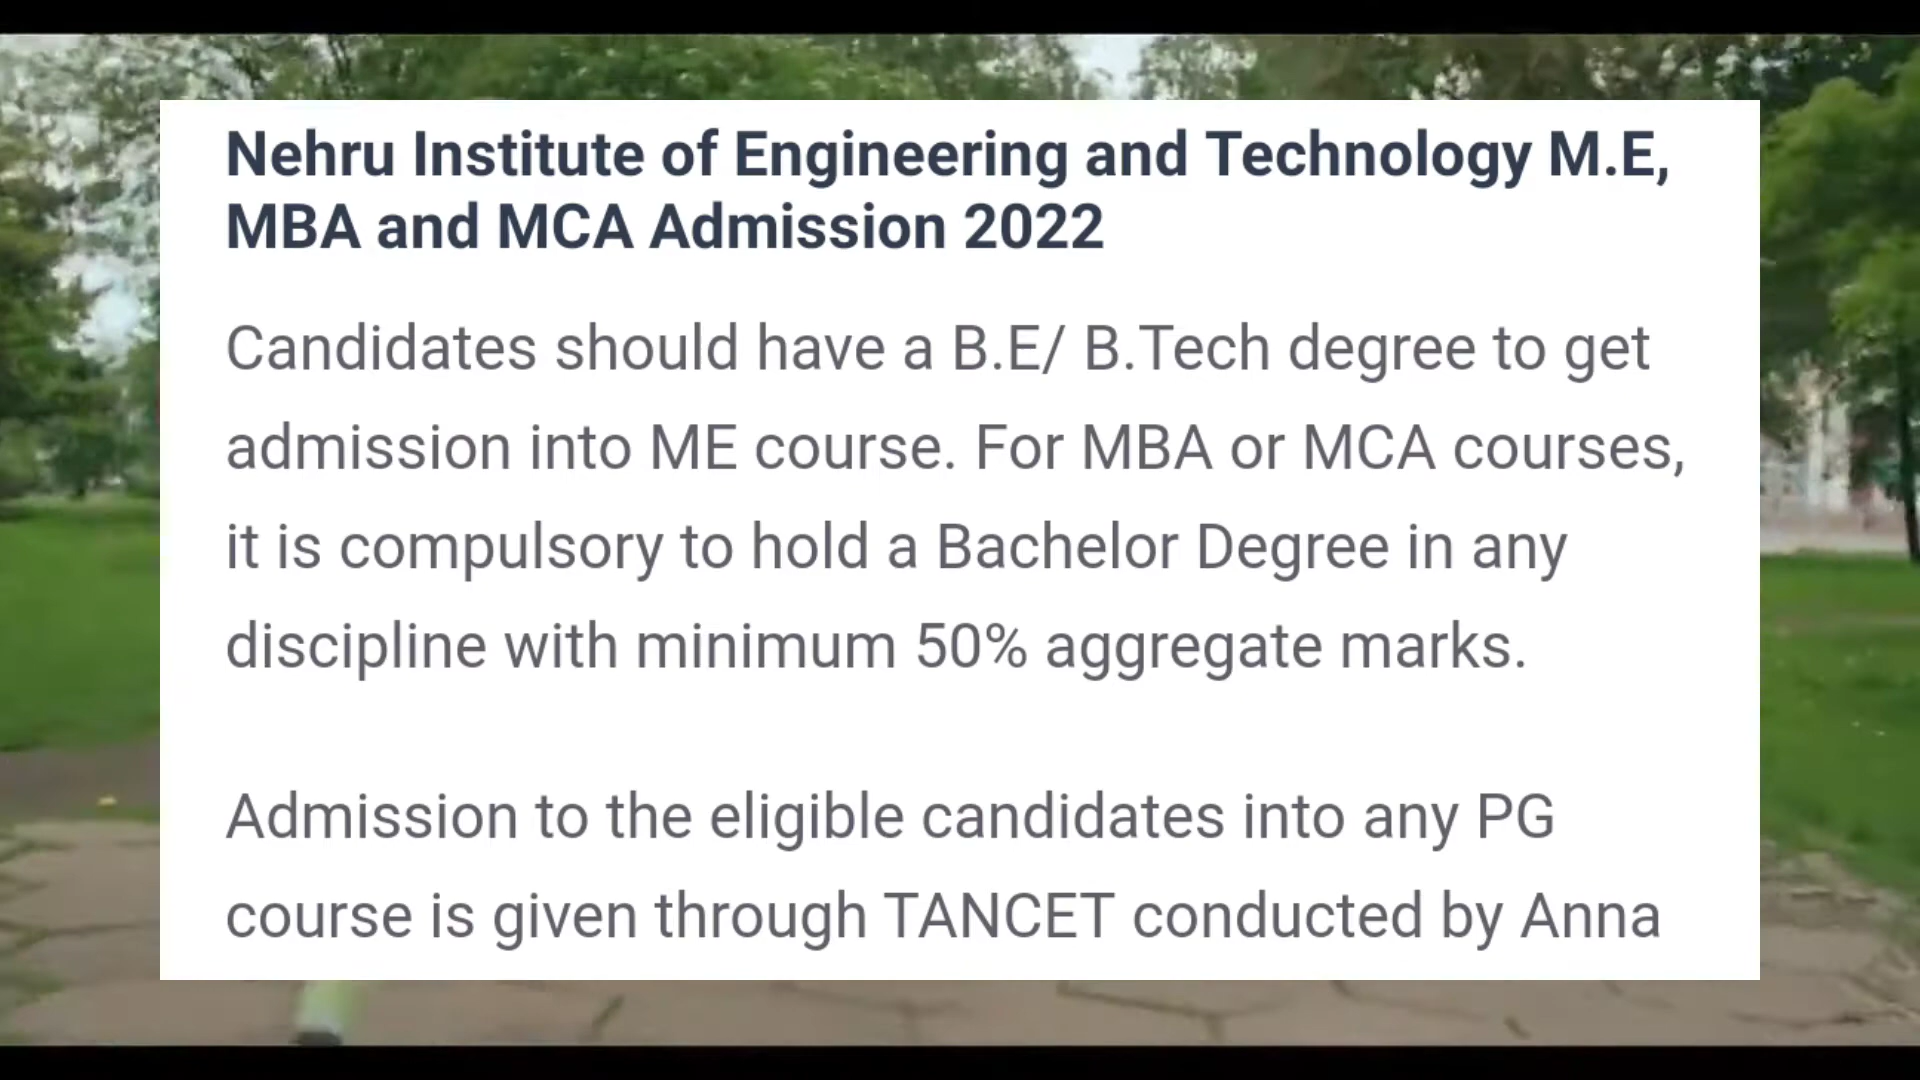 Nehru Institute of Engineering and Technology M.E,
MBA and MCA Admission 2022
Candidates should have a B.E/ B.Tech degree to get
admission into ME course. For MBA or MCA courses,
it is compulsory to hold a Bachelor Degree in any
discipline with minimum 50% aggregate marks.
Admission to the eligible candidates into any PG
course is given through TANCET conducted by Anna